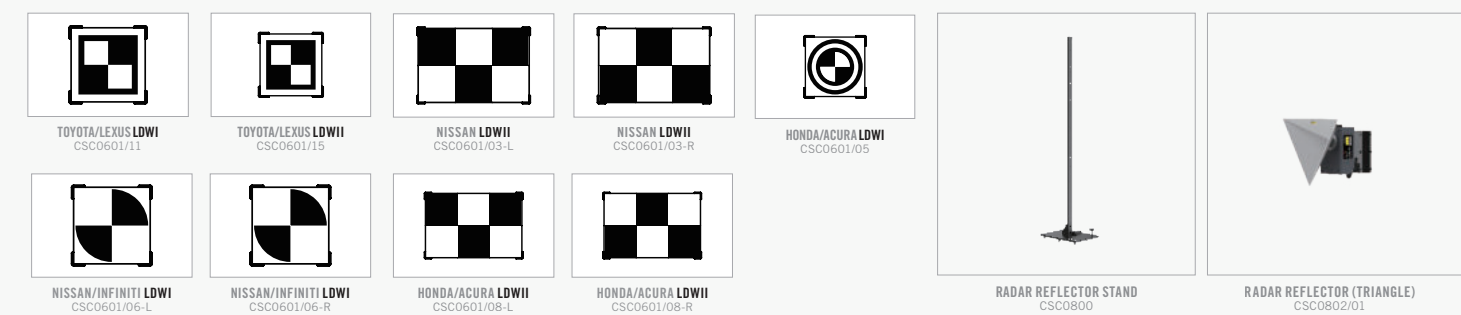 TOYOTA/LEXUS LDWI
CSC0601/11
TOYOTA/LEXUS LDWII
CSC0601/15
NISSAN LDWII
CSC0601/03-L
NISSAN LDWII
CSC0601/03-R
HONDA/ACURA LDWI
CSC0601/05
NISSAN/INFINITI LDWI
CSC0601/06-L
NISSAN/INFINITI LDWI
CSC0601/06-R
HONDA/ACURA LDWII
CSC0601/08-L
HONDA/ACURA LDWII
CSC0601/08-R
RADAR REFLECTOR STAND
CSC0800
RADAR REFLECTOR (TRIANGLE)
CSC0802/01